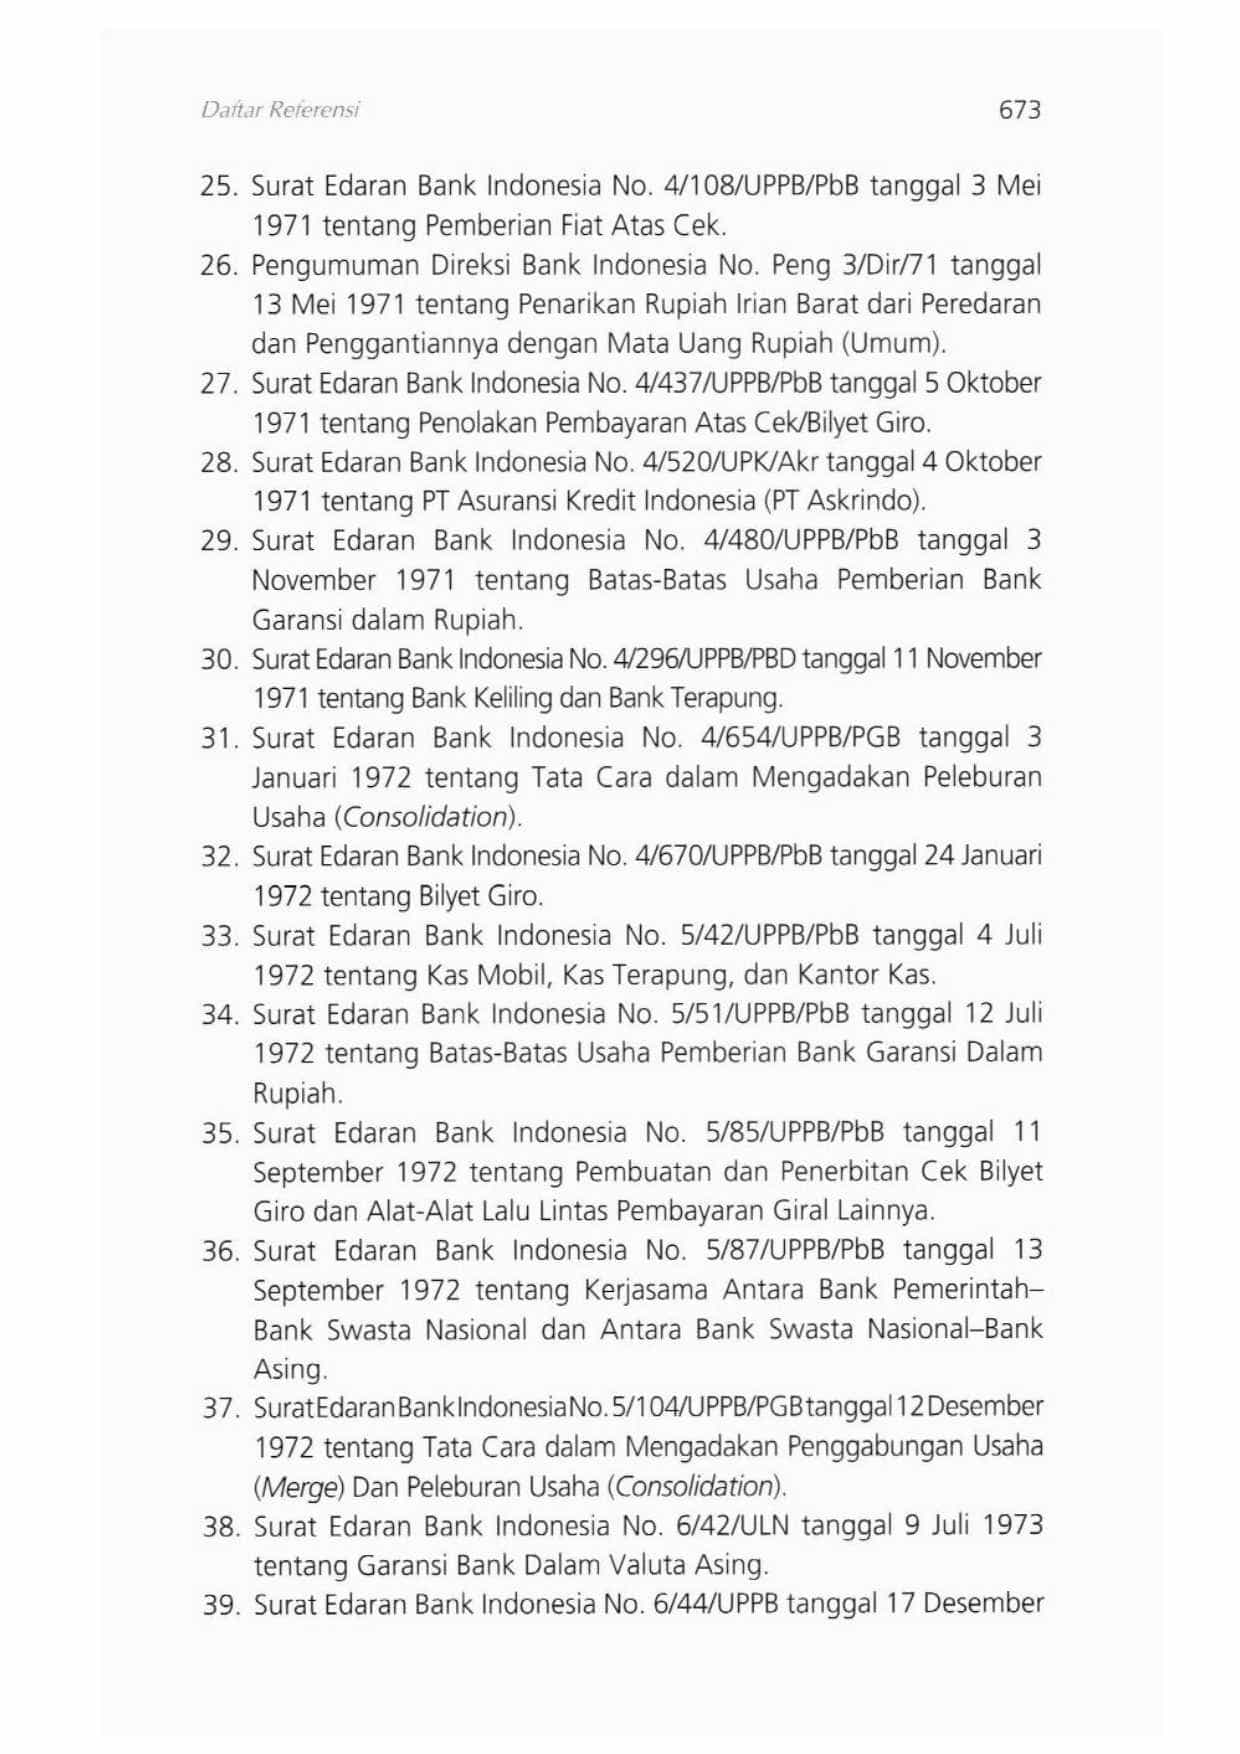 Daftar Referensi 673
25. Surat Edaran Bank Indonesia No. 4/108/UPPB/PbB tanggal 3 Mei
1971 tentang Pemberian Fiat Atas Cek.
26. Pengumuman Direksi Bank Indonesia No. Peng 3/Dir/71 tanggal
13 Mei 1971 tentang Penarikan Rupiah Irian Barat dari Peredaran
dan Penggantiannya dengan Mata Uang Rupiah (Umum).
27. Surat Edaran Bank Indonesia No. 4/437/UPPB/PbB tanggal 5 Oktober
1971 tentang Penolakan Pembayaran Atas Cek/Bilyet Giro.
28. Surat Edaran Bank Indonesia No. 4/520/UPK/Akr tanggal 4 Oktober
1971 tentang PT Asuransi Kredit Indonesia (PT Askrindo).
29. Surat Edaran Bank Indonesia No. 4/480/UPPB/PbB tanggal 3
November 1971 tentang Batas-Batas Usaha Pemberian Bank
Garansi dalam Rupiah.
30. Surat Edaran Bank Indonesia No. 4/296/UPPB/PBD tanggal 11 November
1971 tentang Bank Keliling dan Bank Terapung.
31. Surat Edaran Bank Indonesia No. 4/654/UPPB/PGB tanggal 3
Januari 1972 tentang Tata Cara dalam Mengadakan Peleburan
Usaha (Consolidation).
32. Surat Edaran Bank Indonesia No. 4/670/UPPB/PbB tanggal 24 Januari
1972 tentang Bilyet Giro.
33. Surat Edaran Bank Indonesia No. 5/42/UPPB/PbB tanggal 4 Juli
1972 tentang Kas Mobil, Kas Terapung, dan Kantor Kas.
34. Surat Edaran Bank Indonesia No. 5/51/UPPB/PbB tanggal 12 Juli
1972 tentang Batas-Batas Usaha Pemberian Bank Garansi Dalam
Rupiah.
35. Surat Edaran Bank Indonesia No. 5/85/UPPB/PbB tanggal 11
September 1972 tentang Pembuatan dan Penerbitan Cek Bilyet
Giro dan Alat-Alat Lalu Lintas Pembayaran Giral Lainnya.
36. Surat Edaran Bank Indonesia No. 5/87/UPPB/PbB tanggal 13
September 1972 tentang Kerjasama Antara Bank Pemerintah–
Bank Swasta Nasional dan Antara Bank Swasta Nasional–Bank
Asing.
37. Surat Edaran Bank Indonesia No. 5/104/UPPB/PGB tanggal 12 Desember
1972 tentang Tata Cara dalam Mengadakan Penggabungan Usaha
(Merge) Dan Peleburan Usaha (Consolidation).
38. Surat Edaran Bank Indonesia No. 6/42/ULN tanggal 9 Juli 1973
tentang Garansi Bank Dalam Valuta Asing.
39. Surat Edaran Bank Indonesia No. 6/44/UPPB tanggal 17 Desember